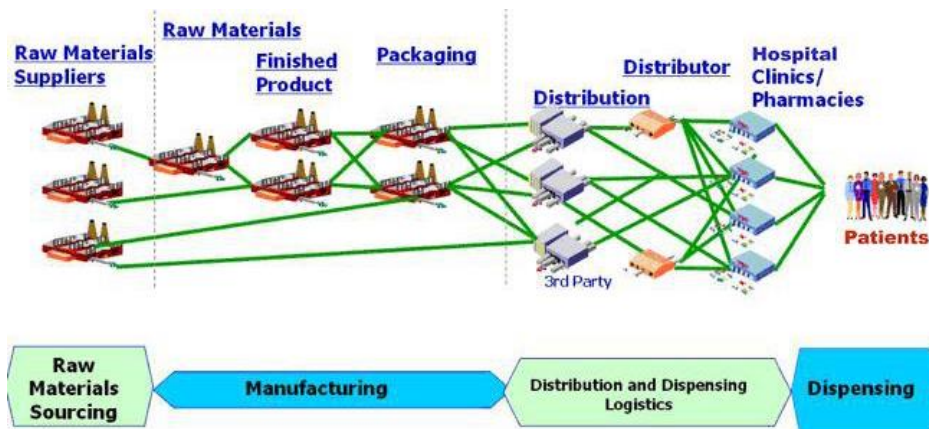 Raw Materials
Suppliers
Raw Materials
Finished
Product
Packaging
Distribution
Distributor
Hospital
Clinics/
Pharmacies
3rd Party
Patients
Raw
Materials
Sourcing
Manufacturing
Distribution and Dispensing
Logistics
Dispensing